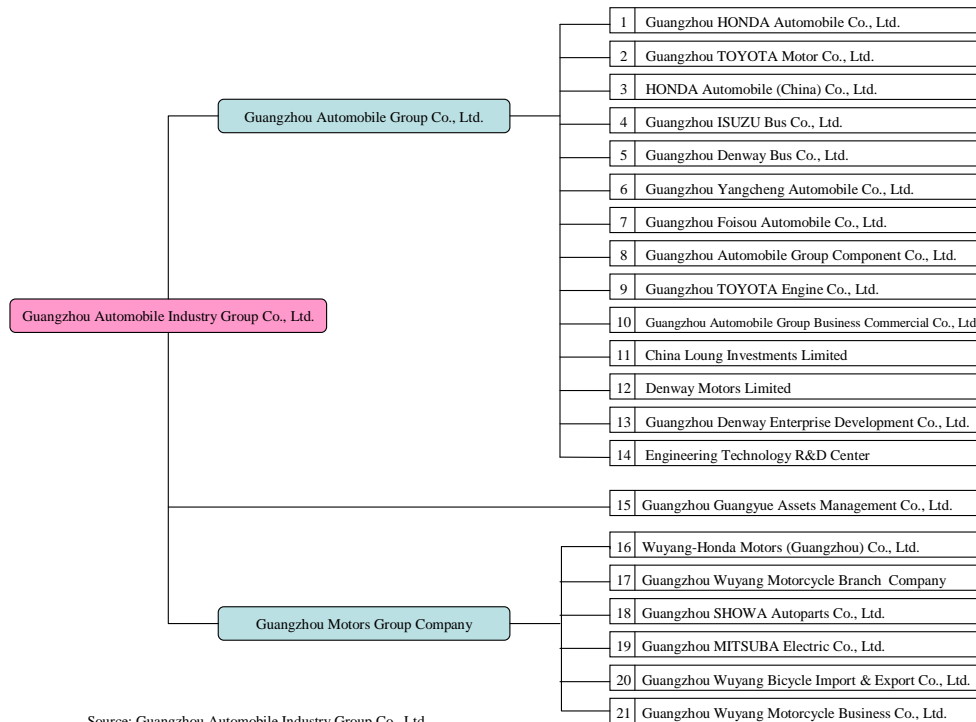 1 Guangzhou HONDA Automobile Co., Ltd.
2 Guangzhou TOYOTA Motor Co., Ltd.
3 HONDA Automobile (China) Co., Ltd.
Guangzhou Automobile Group Co., Ltd.
4 Guangzhou ISUZU Bus Co., Ltd.
5 Guangzhou Denway Bus Co., Ltd.
6 Guangzhou Yangcheng Automobile Co., Ltd.
7 Guangzhou Foisou Automobile Co., Ltd.
8 Guangzhou Automobile Group Component Co., Ltd.
9 Guangzhou TOYOTA Engine Co., Ltd.
Guangzhou Automobile Industry Group Co., Ltd.
10 Guangzhou Automobile Group Business Commercial Co., Ltd
11 China Loung Investments Limited
12 Denway Motors Limited
13 Guangzhou Denway Enterprise Development Co., Ltd.
14 Engineering Technology R&D Center
15 Guangzhou Guangyue Assets Management Co., Ltd.
16 Wuyang-Honda Motors (Guangzhou) Co., Ltd.
17 Guangzhou Wuyang Motorcycle Branch Company
18 Guangzhou SHOWA Autoparts Co., Ltd.
Guangzhou Motors Group Company
19 Guangzhou MITSUBA Electric Co., Ltd.
20 Guangzhou Wuyang Bicycle Import & Export Co., Ltd.
21 Guangzhou Wuyang Motorcycle Business Co., Ltd.
Source: Guangzhou Automobile Industry Group Co., Ltd.